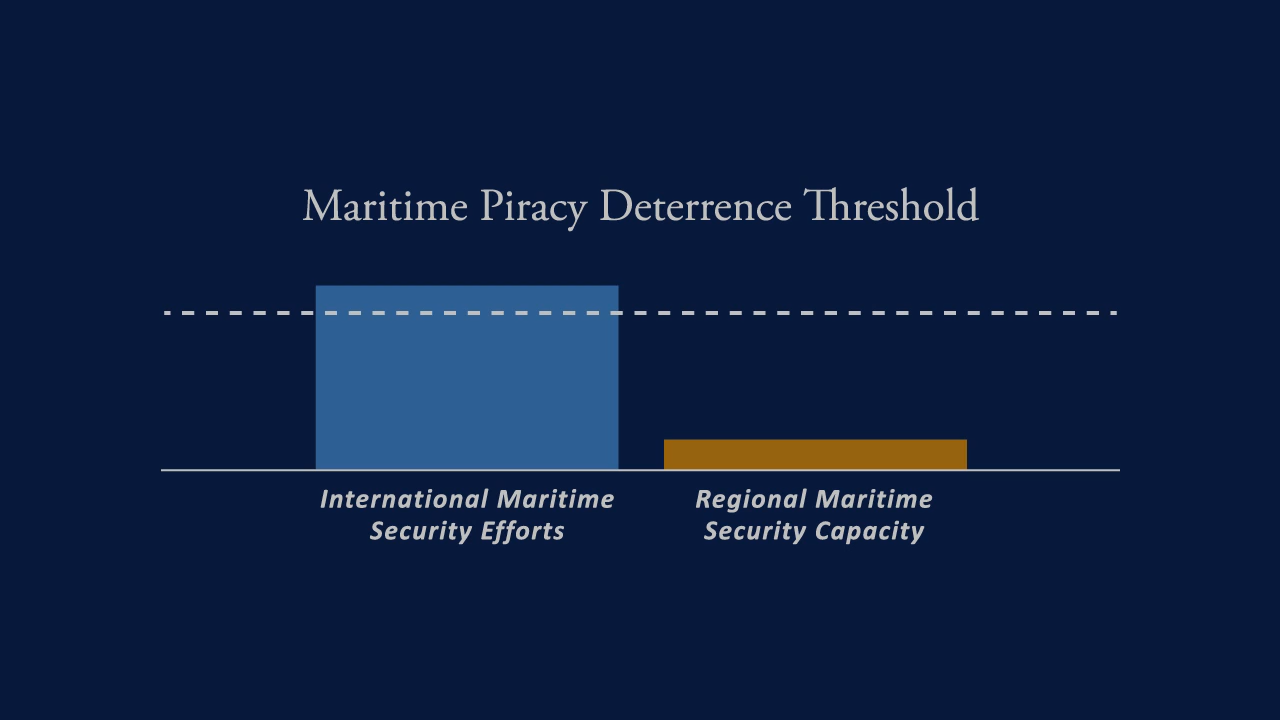 Maritime Piracy Deterrence Threshold
International Maritime
Security Efforts
Regional Maritime
Security Capacity